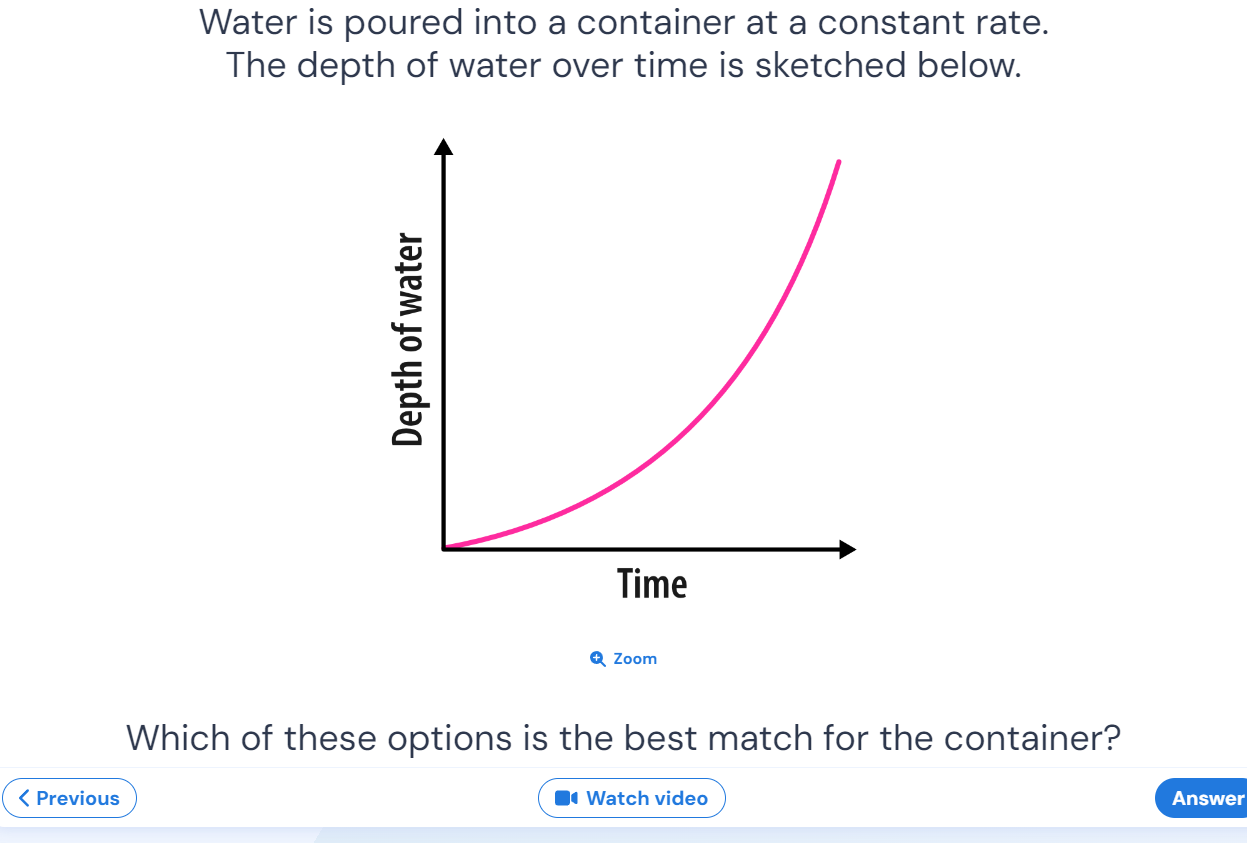 Water is poured into a container at a constant rate.
The depth of water over time is sketched below.
Depth of water
Time
Zoom
Which of these options is the best match for the container?
Previous
Watch video
Answer